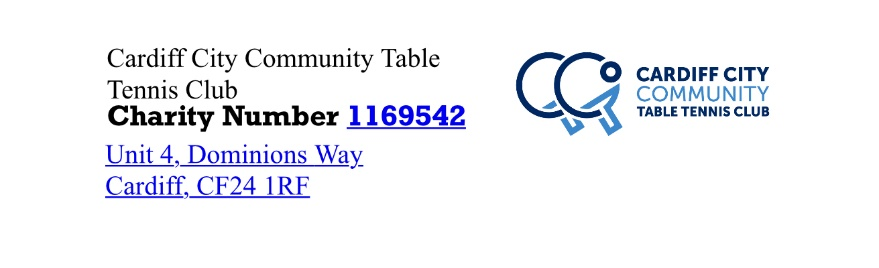 Cardiff City Community Table
Tennis Club
Charity Number 1169542
Unit 4, Dominions Way
Cardiff, CF24 1RF
CARDIFF CITY
COMMUNITY
TABLE TENNIS CLUB